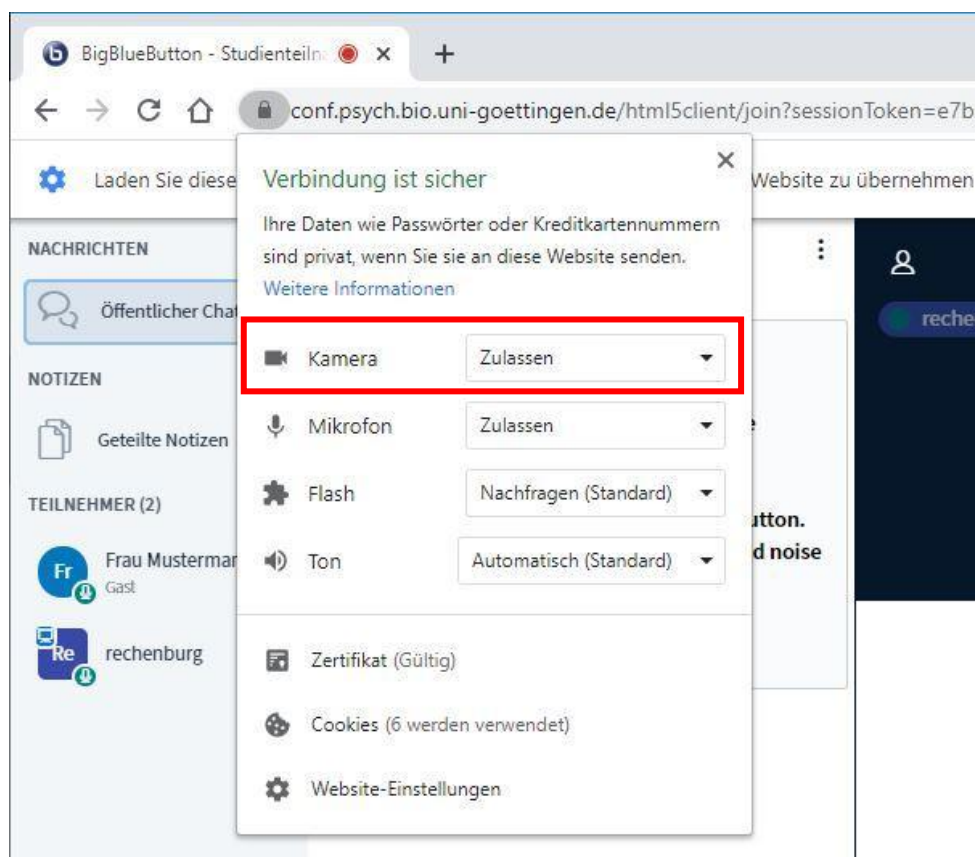 BigBlueButton - Studienteiln
conf.psych.bio.uni-goettingen.de/html5client/join?sessionToken=e7b
Laden Sie diese
Website zu übernehmen
Verbindung ist sicher
Ihre Daten wie Passwörter oder Kreditkartennummern
sind privat, wenn Sie sie an diese Website senden.
Weitere Informationen
Kamera Zulassen
Mikrofon Zulassen
Flash Nachfragen (Standard)
Ton Automatisch (Standard)
Zertifikat (Gültig)
Cookies (6 werden verwendet)
Website-Einstellungen
NACHRICHTEN
Öffentlicher Chat
NOTIZEN
Geteilte Notizen
TEILNEHMER (2)
Fr
Frau Musterman
Gast
Re
rechenburg
utton.
d noise
reche